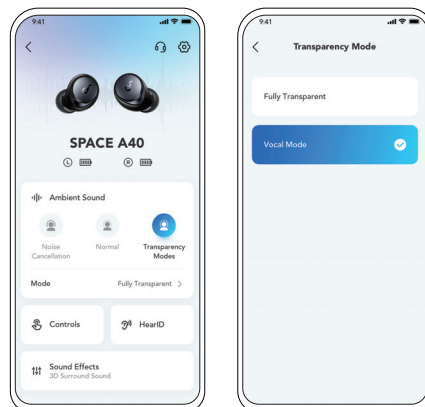 9:41
SPACE A40
L R
Ambient Sound
Noise
Cancellation
Normal
Transparency
Modes
Mode Fully Transparent
Controls
HearID
Sound Effects
3D Surround Sound
9:41
Transparency Mode
Fully Transparent
Vocal Mode